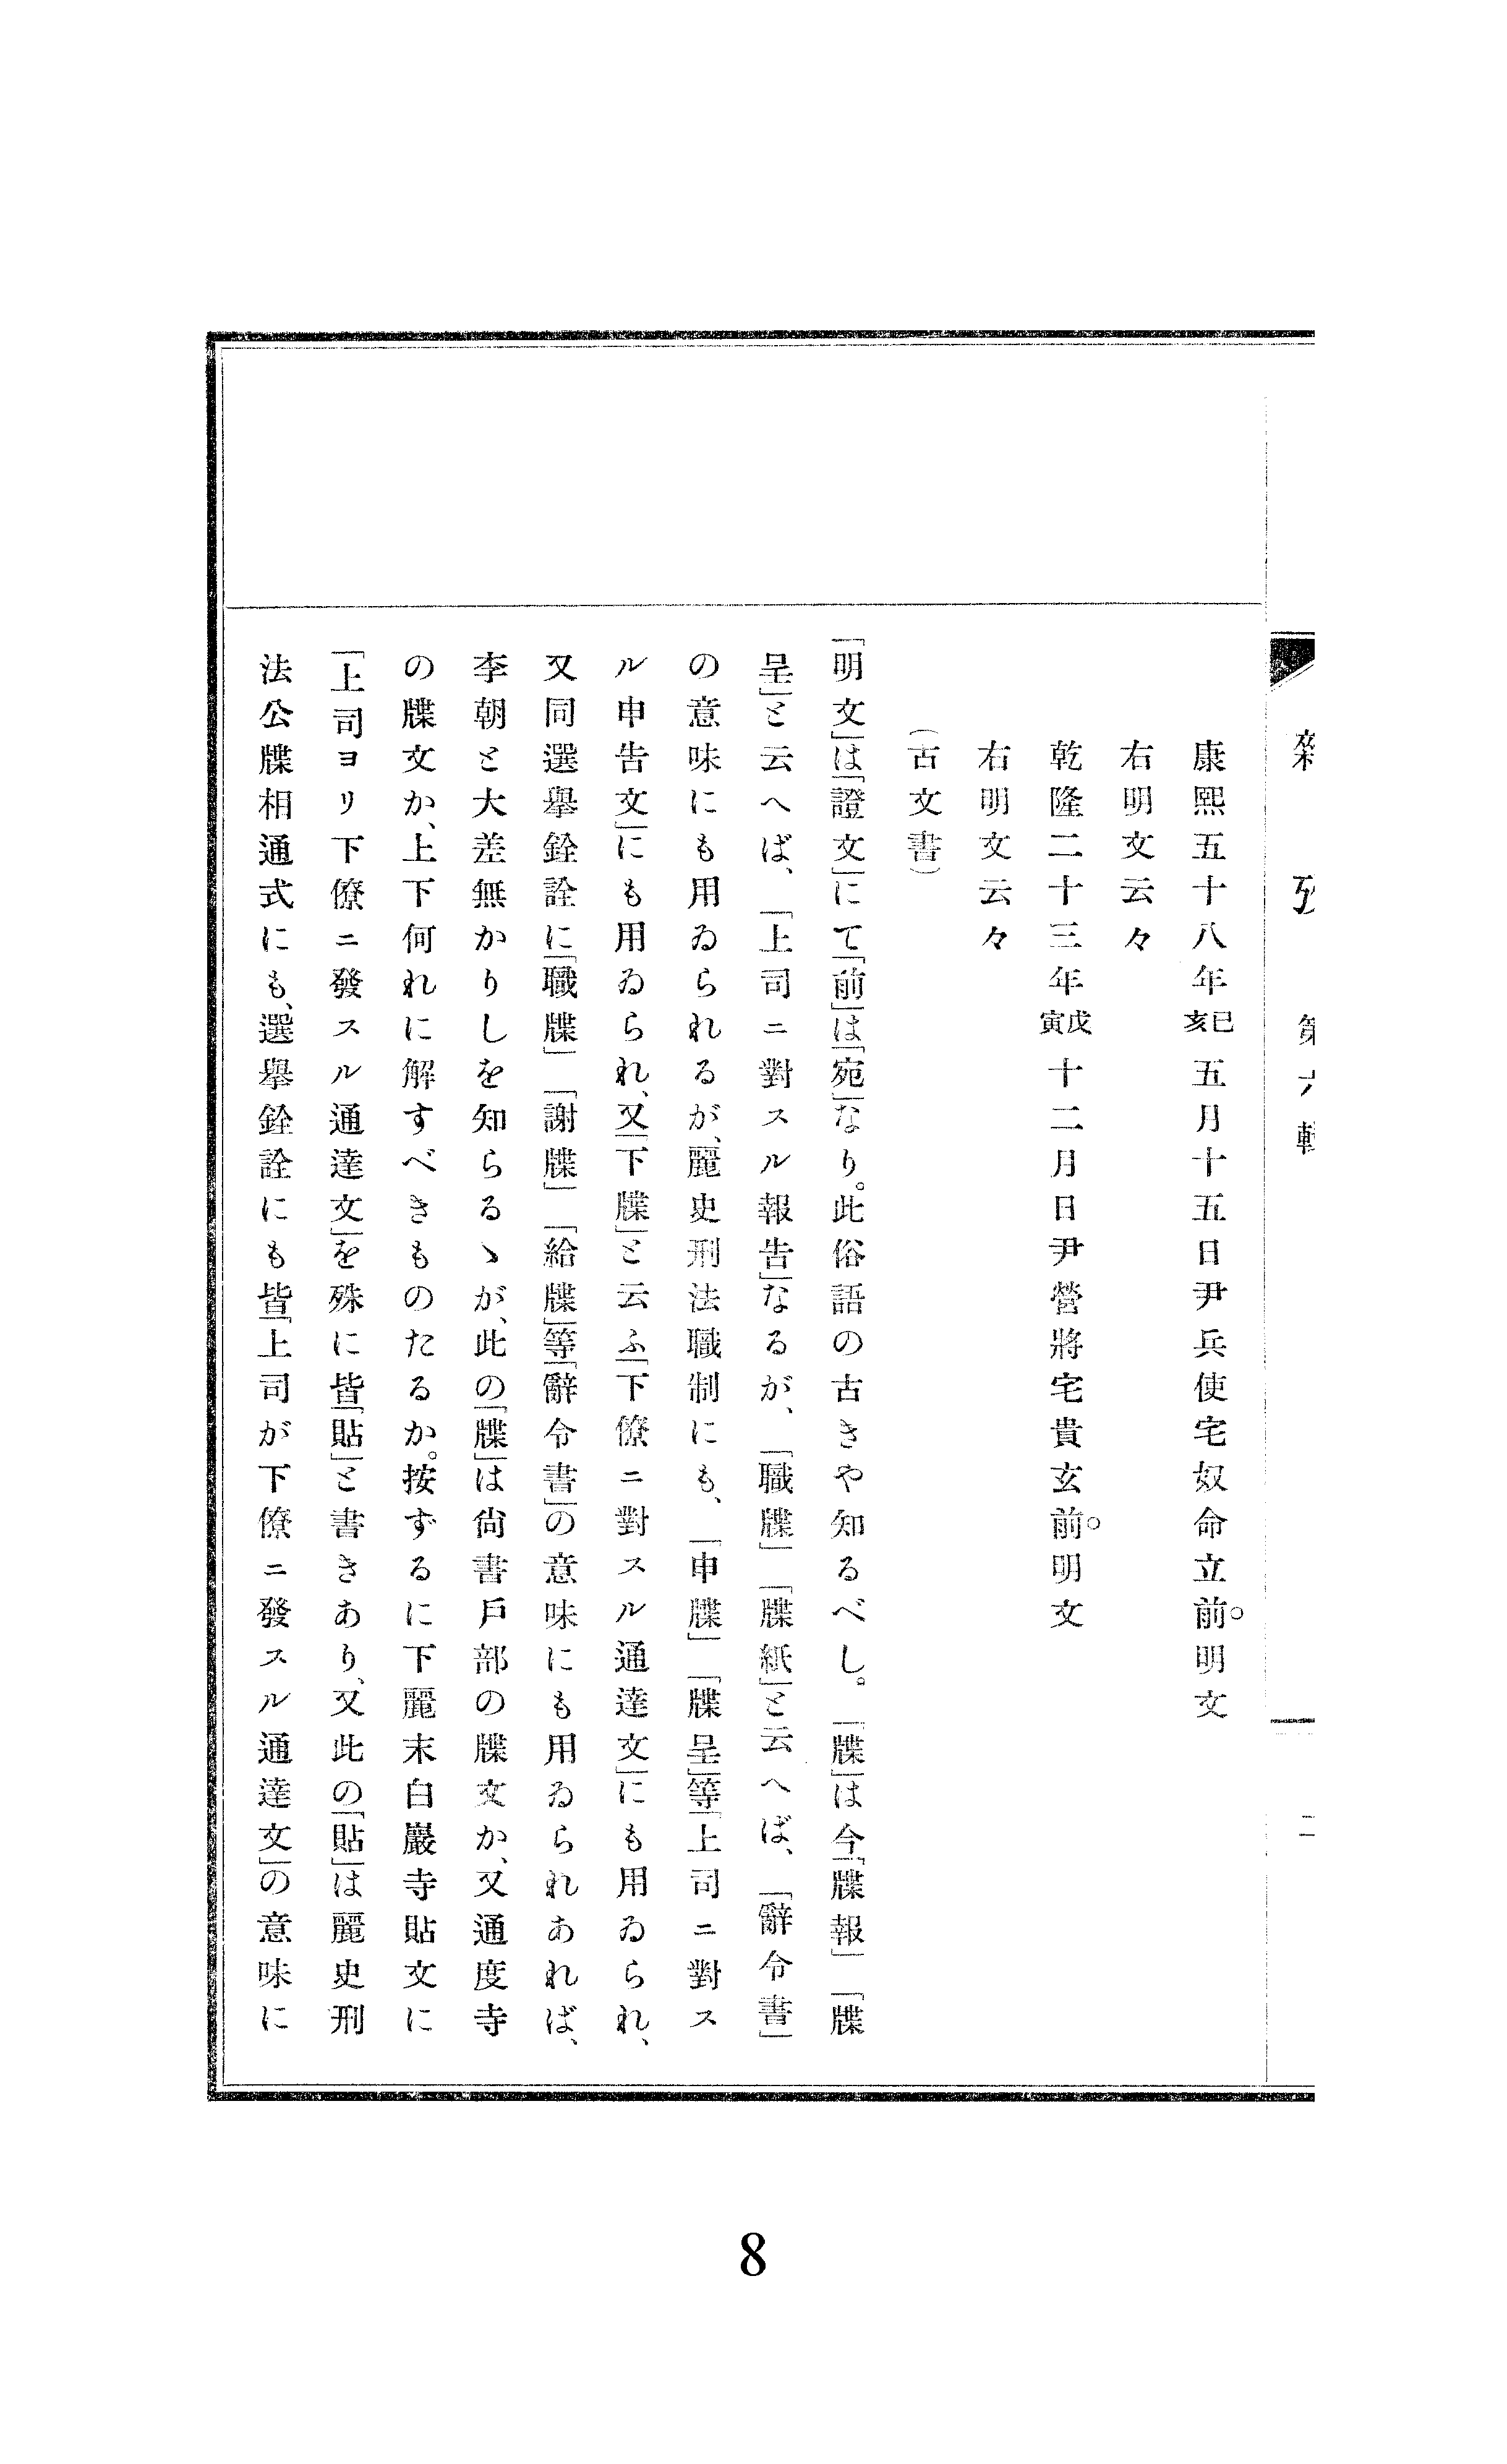 雜攷 第六輯 二
康熙五十八年己亥五月十五日尹兵使宅奴命立前。明文
右明文云々
乾隆二十三年戊寅十二月日尹營將宅貴玄前。明文
右明文云々
(古文書)
「明文」は「證文」にて「前」は「宛」なり。此俗語の古きや知るべし。「牒」は今「牒報」「牒
呈」と云へば、「上司ニ對スル報告」なるが、「職牒」「牒紙」と云へば、「辭令書」
の意味にも用ゐられるが、麗史刑法職制にも、「申牒」「牒呈」等「上司ニ對ス
ル申告文」にも用ゐられ、又「下牒」と云ふ「下僚ニ對スル通達文」にも用ゐられ、
又同選擧銓詮に「職牒」「謝牒」「給牒」等「辭令書」の意味にも用ゐられあれば、
李朝と大差無かりしを知らるゝが、此の「牒」は尙書戶部の牒文か、又通度寺
の牒文か、上下何れに解すべきものたるか。按ずるに下麗末白巖寺貼文に
「上司ヨリ下僚ニ發スル通達文」を殊に皆「貼」と書きあり、又此の「貼」は麗史刑
法公牒相通式にも、選擧銓詮にも皆「上司が下僚ニ發スル通達文」の意味に
8